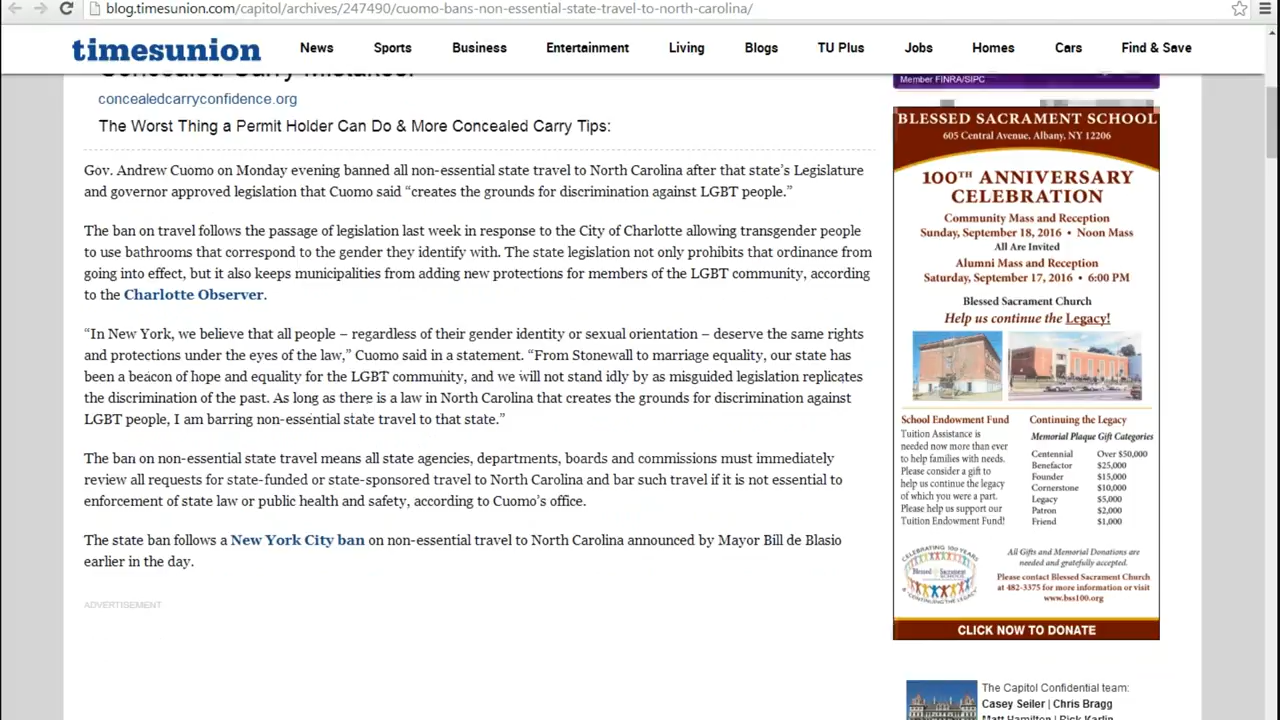 blog.timesunion.com/capitol/archives/247490/cuomo-bans-non-essential-state-travel-to-north-carolina/
timesunion
News Sports Business Entertainment Living Blogs TU Plus Jobs Homes Cars Find & Save
Concealed Carry Mistakes!
concealedcarryconfidence.org
The Worst Thing a Permit Holder Can Do & More Concealed Carry Tips:
Gov. Andrew Cuomo on Monday evening banned all non-essential state travel to North Carolina after that state’s Legislature
and governor approved legislation that Cuomo said “creates the grounds for discrimination against LGBT people.”
The ban on travel follows the passage of legislation last week in response to the City of Charlotte allowing transgender people
to use bathrooms that correspond to the gender they identify with. The state legislation not only prohibits that ordinance from
going into effect, but it also keeps municipalities from adding new protections for members of the LGBT community, according
to the Charlotte Observer.
“In New York, we believe that all people – regardless of their gender identity or sexual orientation – deserve the same rights
and protections under the eyes of the law,” Cuomo said in a statement. “From Stonewall to marriage equality, our state has
been a beacon of hope and equality for the LGBT community, and we will not stand idly by as misguided legislation replicates
the discrimination of the past. As long as there is a law in North Carolina that creates the grounds for discrimination against
LGBT people, I am barring non-essential state travel to that state.”
The ban on non-essential state travel means all state agencies, departments, boards and commissions must immediately
review all requests for state-funded or state-sponsored travel to North Carolina and bar such travel if it is not essential to
enforcement of state law or public health and safety, according to Cuomo’s office.
The state ban follows a New York City ban on non-essential travel to North Carolina announced by Mayor Bill de Blasio
earlier in the day.
ADVERTISEMENT
Member FINRA/SIPC
BLESSED SACRAMENT SCHOOL
605 Central Avenue, Albany, NY 12206
100TH ANNIVERSARY
CELEBRATION
Community Mass and Reception
Sunday, September 18, 2016 • Noon Mass
All Are Invited
Alumni Mass and Reception
Saturday, September 17, 2016 • 6:00 PM
Blessed Sacrament Church
Help us continue the Legacy!
School Endowment Fund
Tuition Assistance is
needed now more than ever
to help families with needs.
Please consider a gift to
help us continue the legacy
of which you were a part.
Please help us support our
Tuition Endowment Fund!
Continuing the Legacy
Memorial Plaque Gift Categories
Centennial Over $50,000
Benefactor $25,000
Founder $15,000
Cornerstone $10,000
Legacy $5,000
Patron $2,000
Friend $1,000
CELEBRATING 100 YEARS
Blessed Sacrament
SCHOOL
All Gifts and Memorial Donations are
needed and gratefully accepted.
Please contact Blessed Sacrament Church
at 482-3375 for more information or visit
www.bss100.org
CLICK NOW TO DONATE
The Capitol Confidential team:
Casey Seiler | Chris Bragg
Matt Hamilton | Rick Karlin